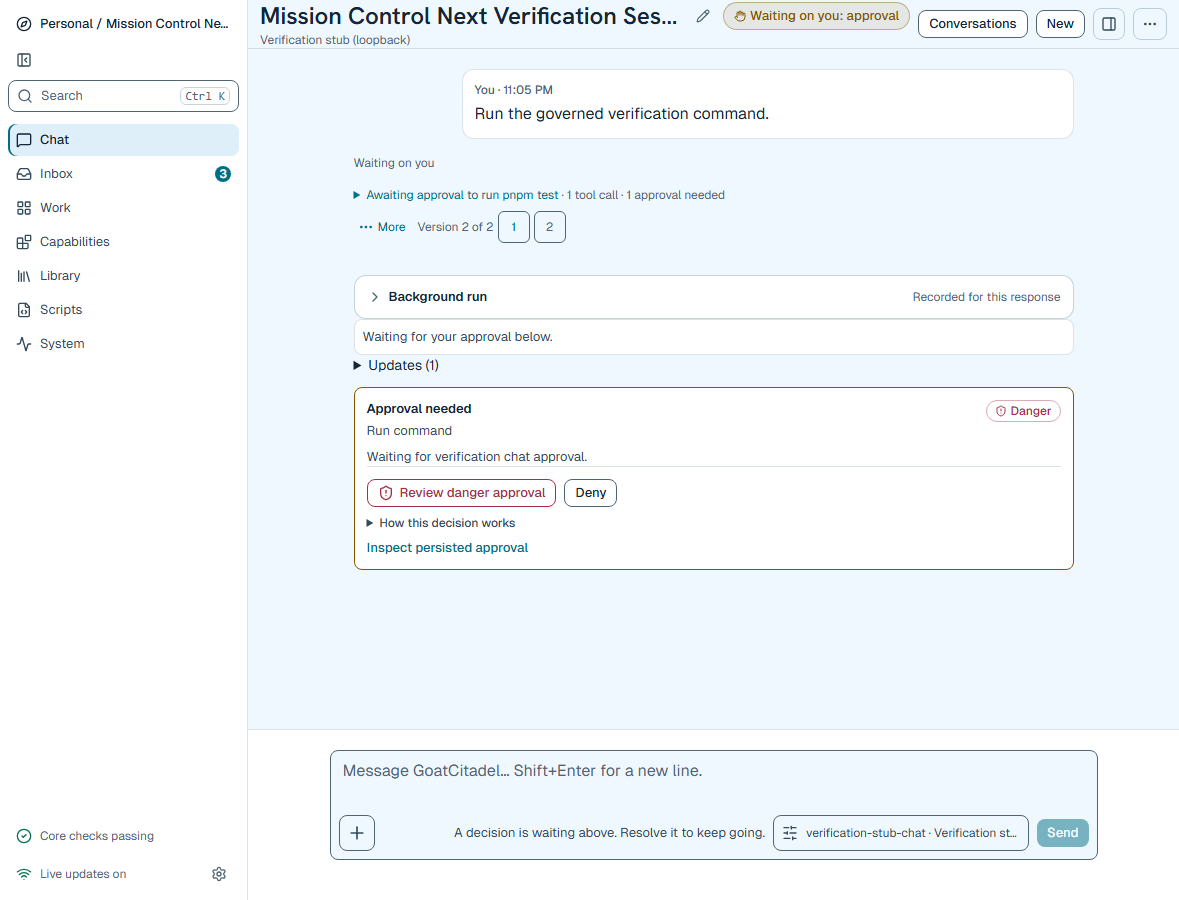 Personal / Mission Control Ne...
Search Ctrl K
Chat
Inbox 3
Work
Capabilities
Library
Scripts
System
Core checks passing
Live updates on
Mission Control Next Verification Ses...
Waiting on you: approval
Conversations
New
Verification stub (loopback)
You · 11:05 PM
Run the governed verification command.
Waiting on you
Awaiting approval to run pnpm test · 1 tool call · 1 approval needed
More Version 2 of 2 1 2
Background run Recorded for this response
Waiting for your approval below.
Updates (1)
Approval needed Danger
Run command
Waiting for verification chat approval.
Review danger approval Deny
How this decision works
Inspect persisted approval
Message GoatCitadel... Shift+Enter for a new line.
A decision is waiting above. Resolve it to keep going. verification-stub-chat · Verification st... Send